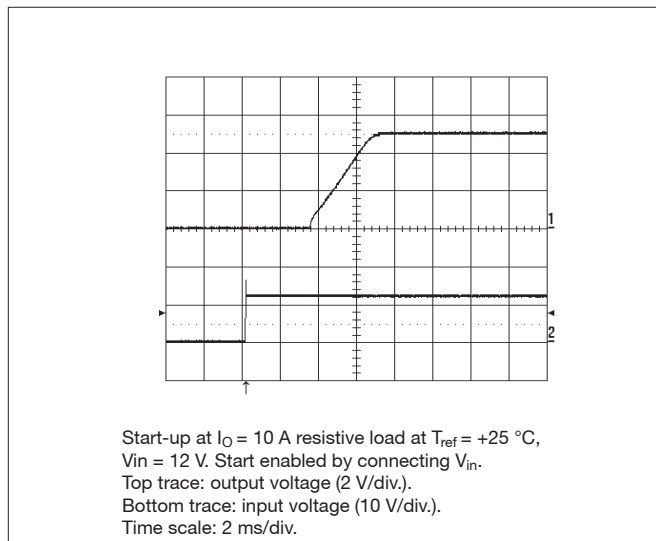 1
2
↑
Start-up at IO = 10 A resistive load at Tref = +25 °C,
Vin = 12 V. Start enabled by connecting Vin.
Top trace: output voltage (2 V/div.).
Bottom trace: input voltage (10 V/div.).
Time scale: 2 ms/div.